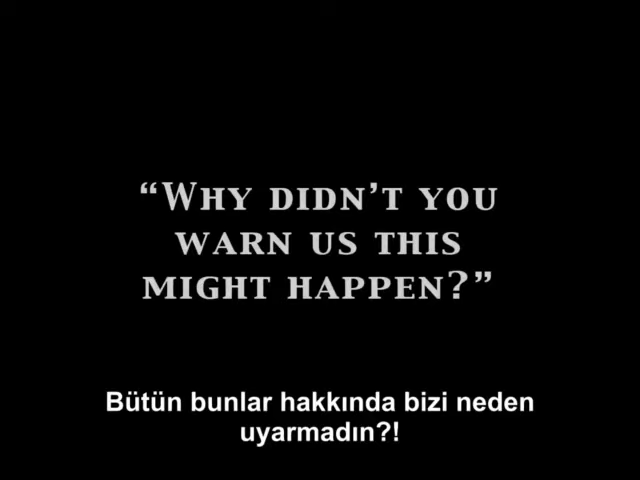 “Why didn’t you
warn us this
might happen?”
Bütün bunlar hakkında bizi neden
uyarmadın?!